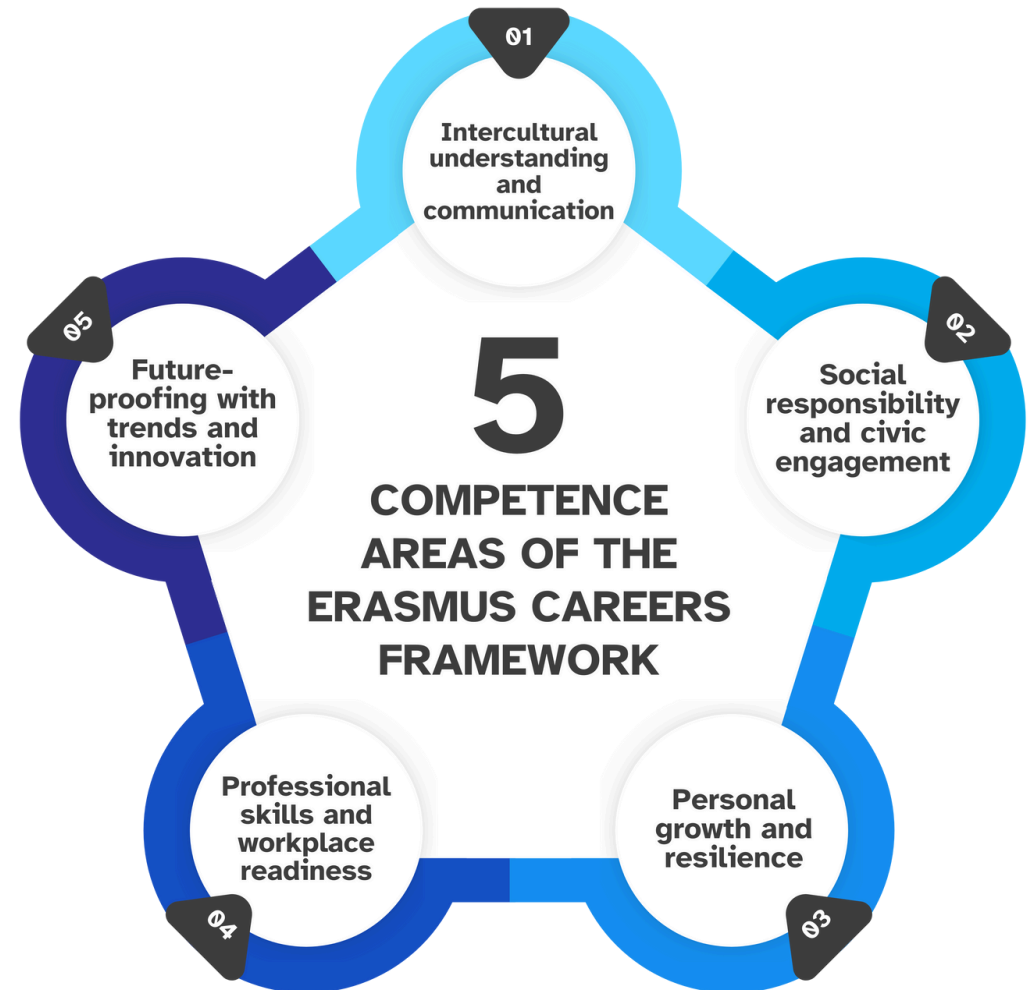 01
Intercultural
understanding
and
communication
02
Social
responsibility
and civic
engagement
03
Personal
growth and
resilience
04
Professional
skills and
workplace
readiness
05
Future-
proofing with
trends and
innovation
5
COMPETENCE
AREAS OF THE
ERASMUS CAREERS
FRAMEWORK